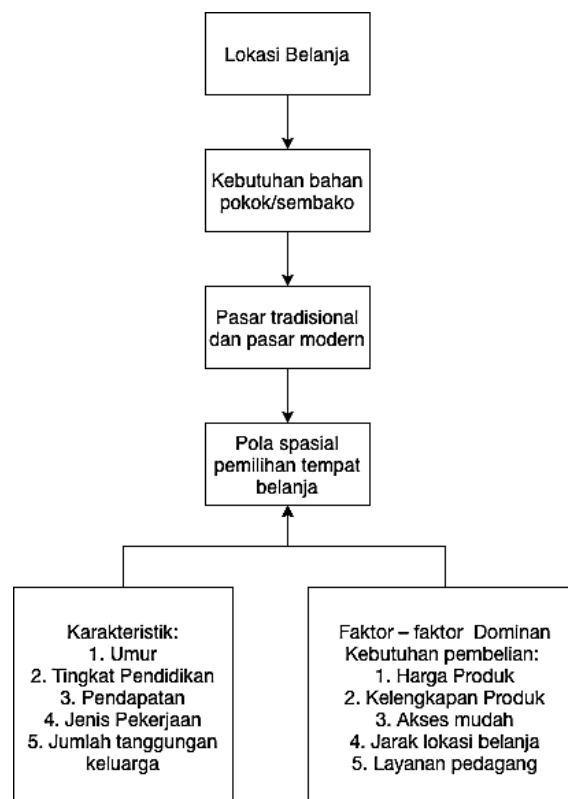 Lokasi Belanja
Kebutuhan bahan
pokok/sembako
Pasar tradisional
dan pasar modern
Pola spasial
pemilihan tempat
belanja
Karakteristik:
1. Umur
2. Tingkat Pendidikan
3. Pendapatan
4. Jenis Pekerjaan
5. Jumlah tanggungan
keluarga
Faktor – faktor Dominan
Kebutuhan pembelian:
1. Harga Produk
2. Kelengkapan Produk
3. Akses mudah
4. Jarak lokasi belanja
5. Layanan pedagang